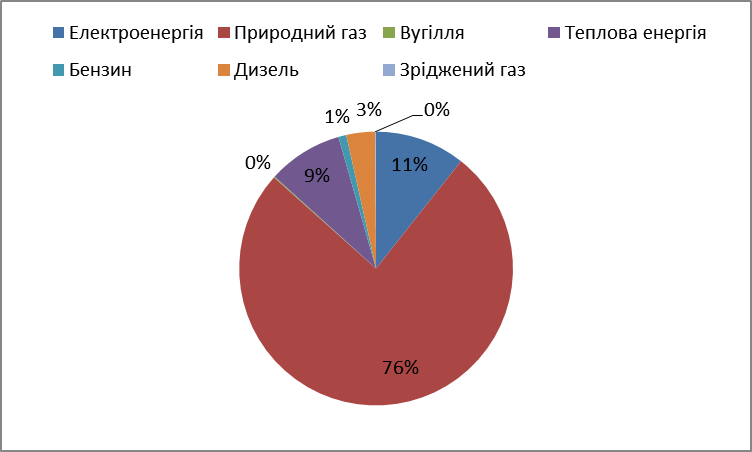 Електроенергія Природний газ Вугілля Теплова енергія
Бензин Дизель Зріджений газ
1% 3% 0%
0% 9% 11%
76%